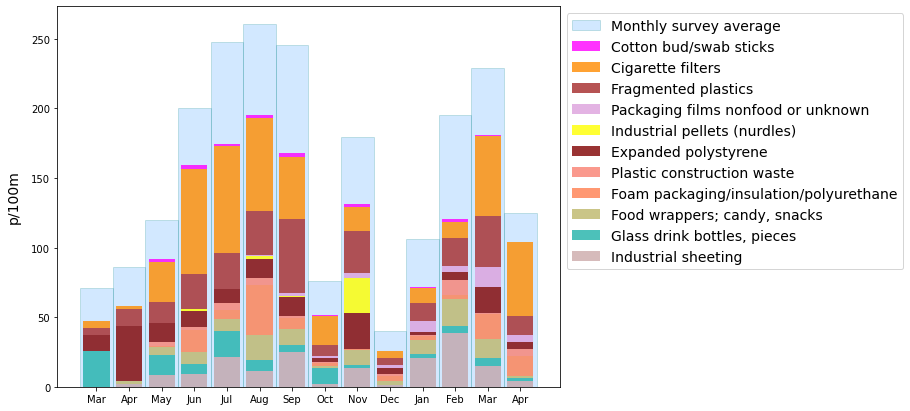 p/100m
250
200
150
100
50
0
Mar Apr May Jun Jul Aug Sep Oct Nov Dec Jan Feb Mar Apr
Monthly survey average
Cotton bud/swab sticks
Cigarette filters
Fragmented plastics
Packaging films nonfood or unknown
Industrial pellets (nurdles)
Expanded polystyrene
Plastic construction waste
Foam packaging/insulation/polyurethane
Food wrappers; candy, snacks
Glass drink bottles, pieces
Industrial sheeting